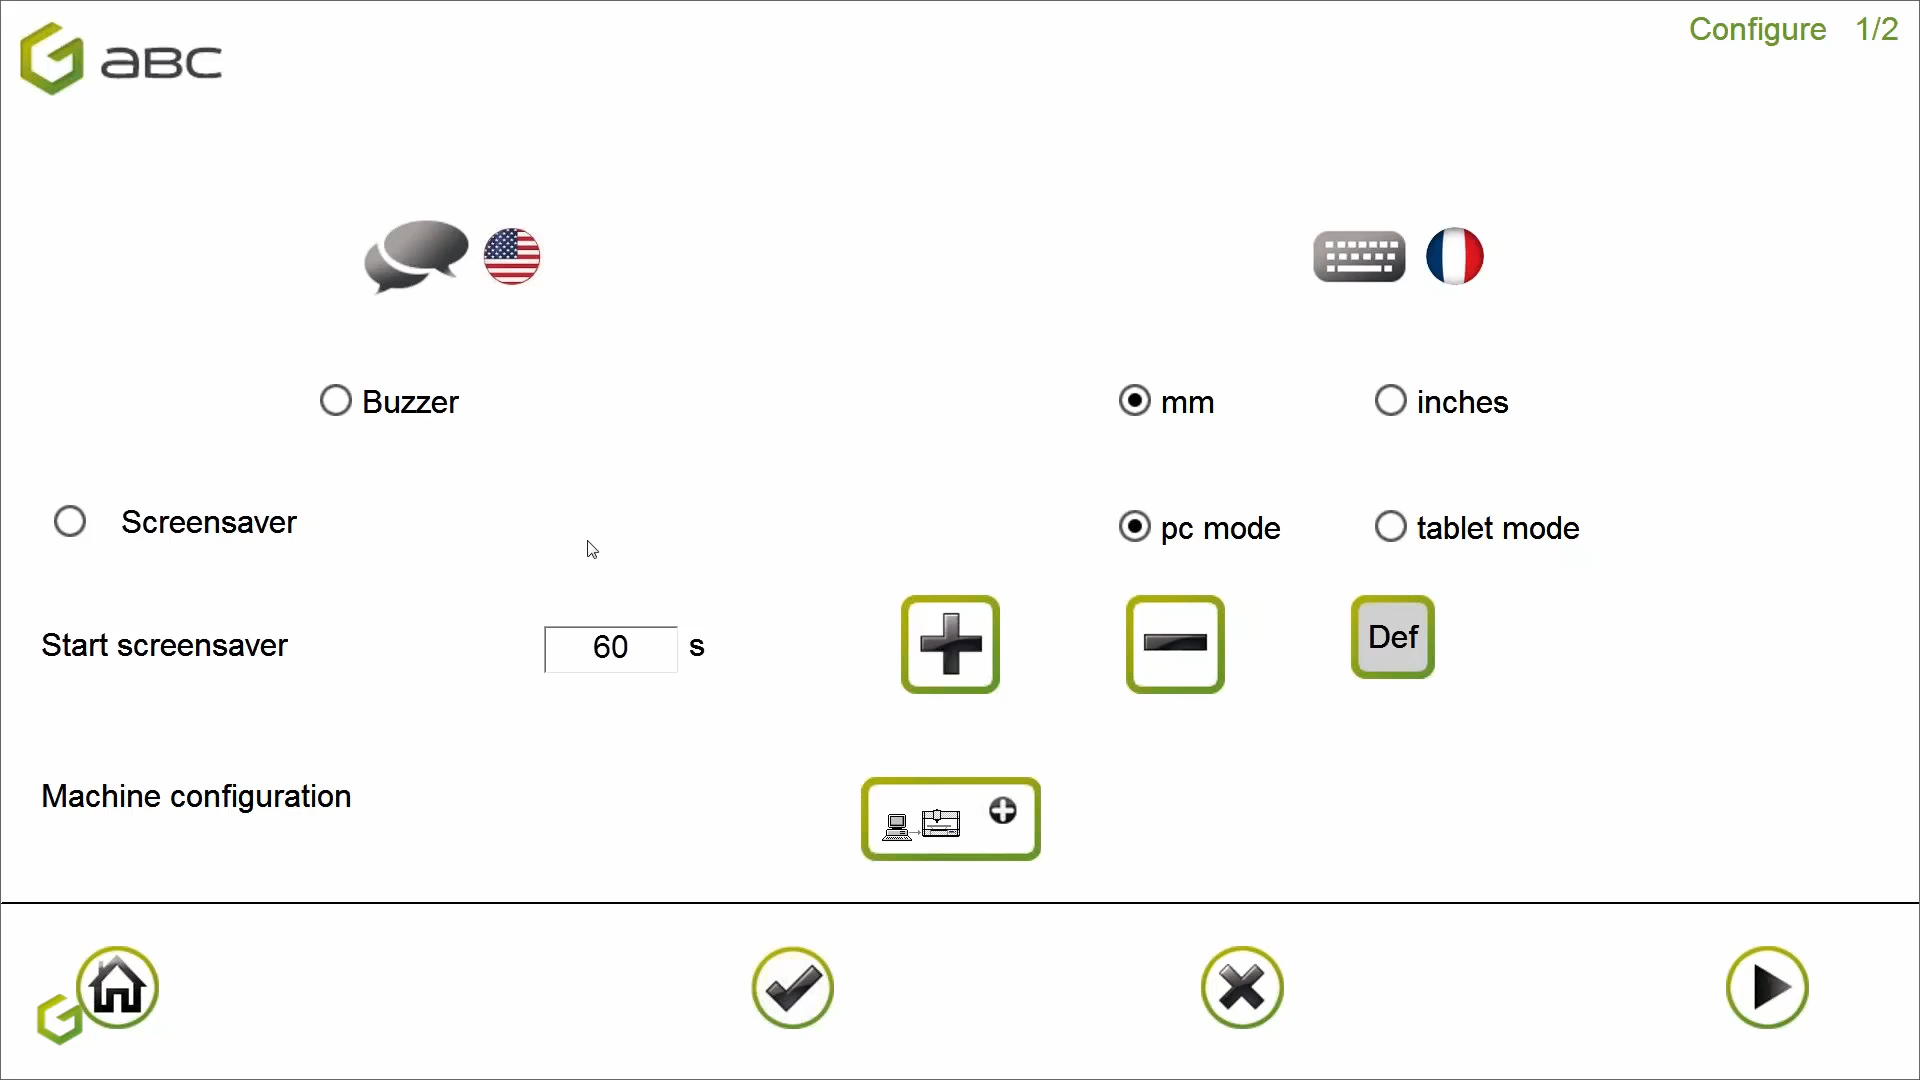 aBC
Configure 1/2
Buzzer
mm
inches
Screensaver
pc mode
tablet mode
Start screensaver
60 s
Def
Machine configuration